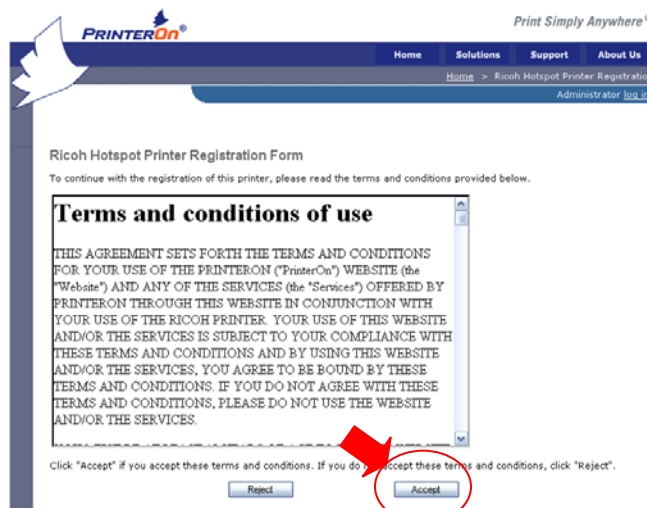 PRINTERON®
Print Simply Anywhere®
Home Solutions Support About Us
Home > Ricoh Hotspot Printer Registratio
Administrator log in
Ricoh Hotspot Printer Registration Form
To continue with the registration of this printer, please read the terms and conditions provided below.
Terms and conditions of use
THIS AGREEMENT SETS FORTH THE TERMS AND CONDITIONS
FOR YOUR USE OF THE PRINTERON ("PrinterOn") WEBSITE (the
"Website") AND ANY OF THE SERVICES (the "Services") OFFERED BY
PRINTERON THROUGH THIS WEBSITE IN CONJUNCTION WITH
YOUR USE OF THE RICOH PRINTER. YOUR USE OF THIS WEBSITE
AND/OR THE SERVICES IS SUBJECT TO YOUR COMPLIANCE WITH
THESE TERMS AND CONDITIONS AND BY USING THIS WEBSITE
AND/OR THE SERVICES, YOU AGREE TO BE BOUND BY THESE
TERMS AND CONDITIONS. IF YOU DO NOT AGREE WITH THESE
TERMS AND CONDITIONS, PLEASE DO NOT USE THE WEBSITE
AND/OR THE SERVICES.
Click "Accept" if you accept these terms and conditions. If you do accept these terms and conditions, click "Reject".
Reject Accept